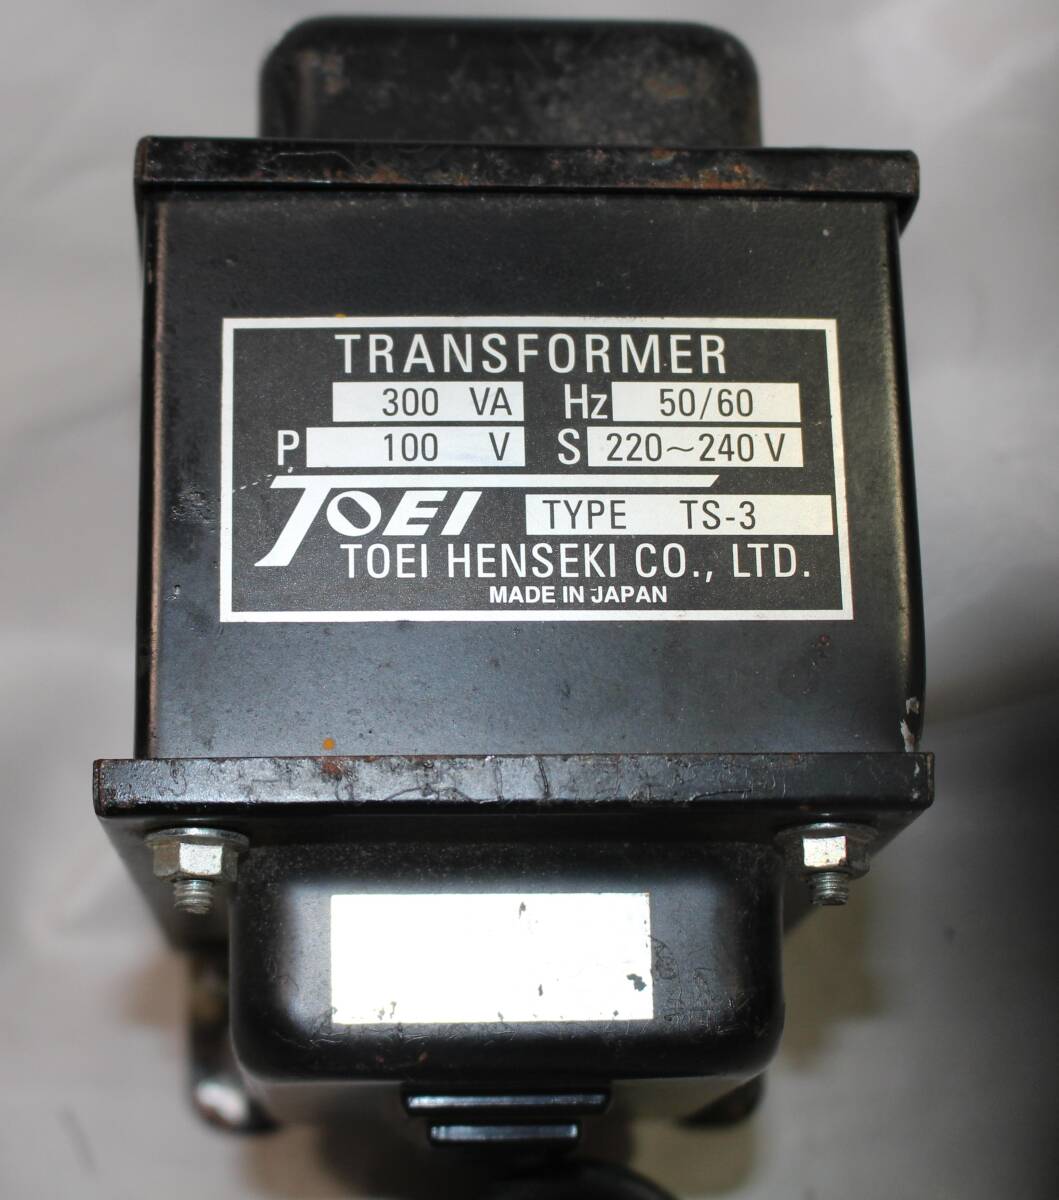 TRANSFORMER
300 VA Hz 50/60
P 100 V S 220~240 V
TOEI TYPE TS-3
TOEI HENSEKI CO., LTD.
MADE IN JAPAN